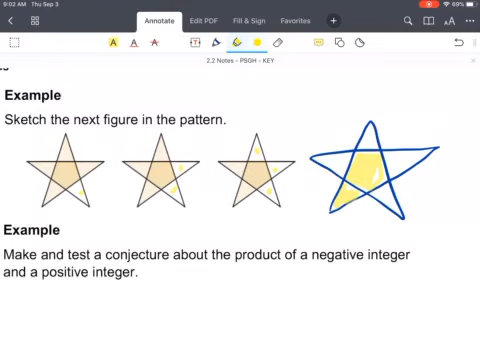 9:02 AM Thu Sep 3
69%
Annotate
Edit PDF
Fill & Sign
Favorites
2.2 Notes - PSGH - KEY
Example
Sketch the next figure in the pattern.
Example
Make and test a conjecture about the product of a negative integer
and a positive integer.